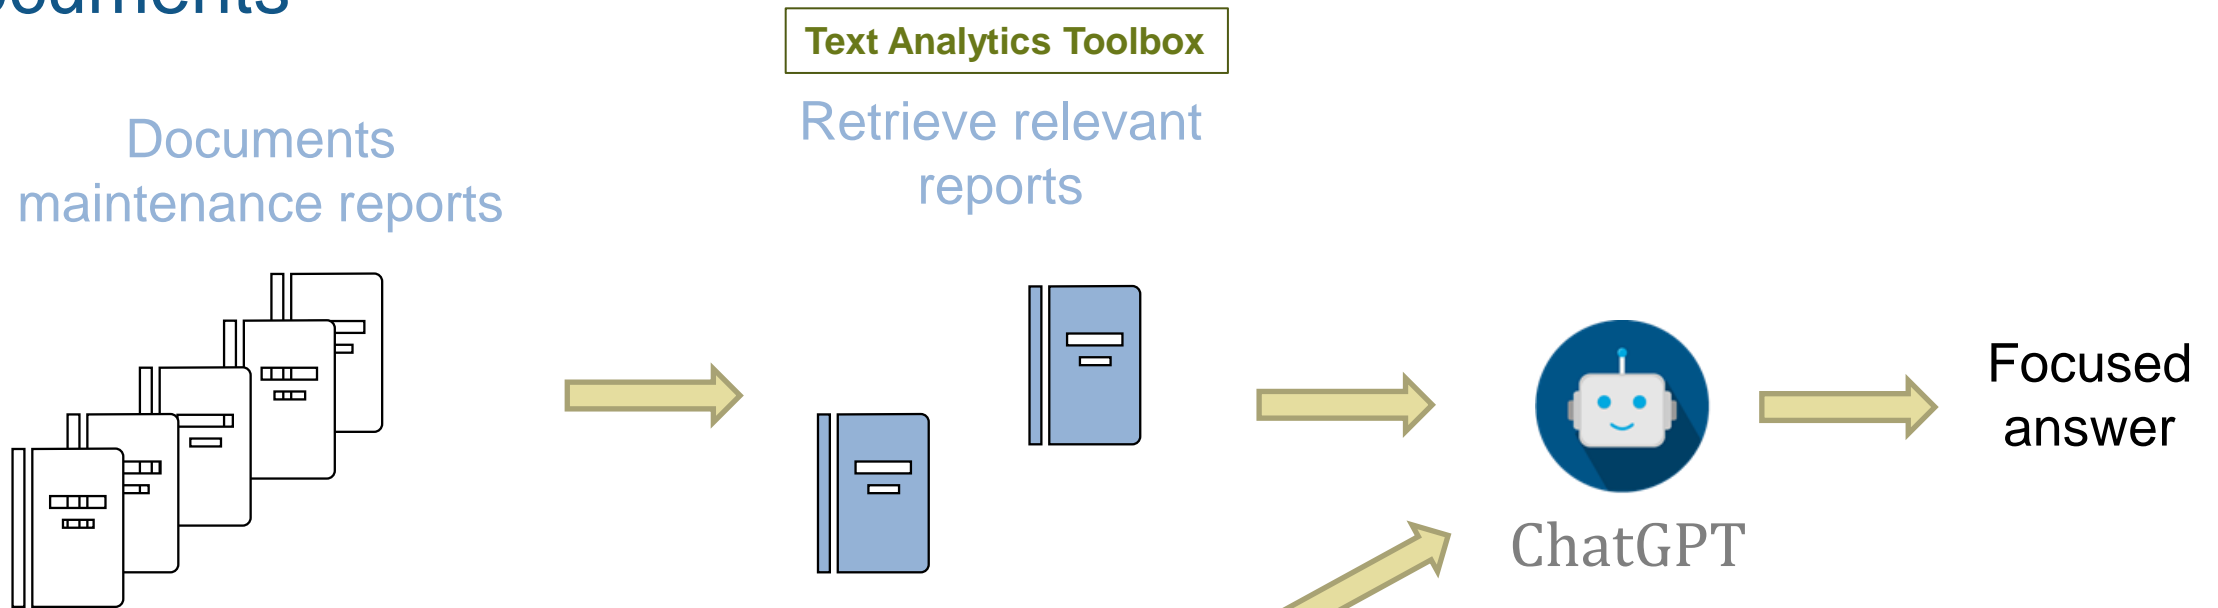 Text Analytics Toolbox
Documents
maintenance reports
Retrieve relevant
reports
Focused
answer
ChatGPT